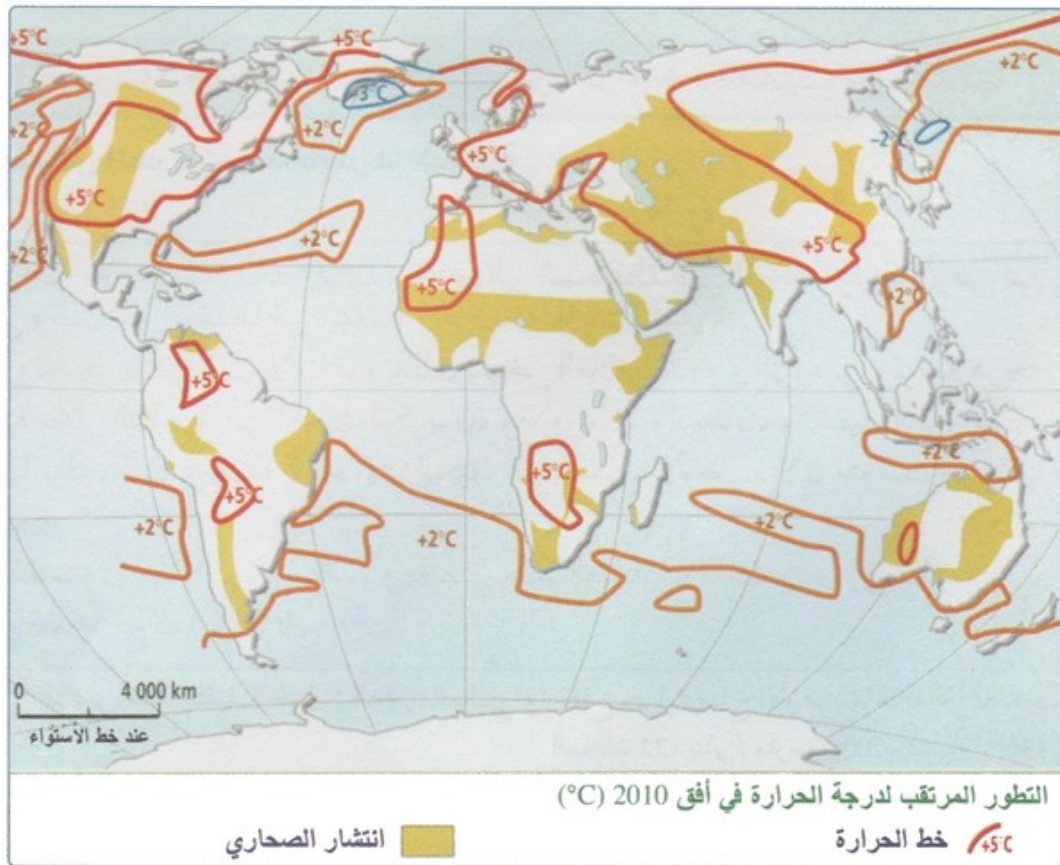 +5°C
+5°C
+2°C
-3°C
+2°C
+2°C
-2°C
+5°C
+5°C
+2°C
+2°C
+5°C
+5°C
+2°C
+5°C
+2°C
+5°C
+5°C
+2°C
+2°C
+2°C
0 4 000 km
عند خط الاستواء
التطور المرتقب لدرجة الحرارة في أفق 2010 (C°)
+5°C خط الحرارة
انتشار الصحاري